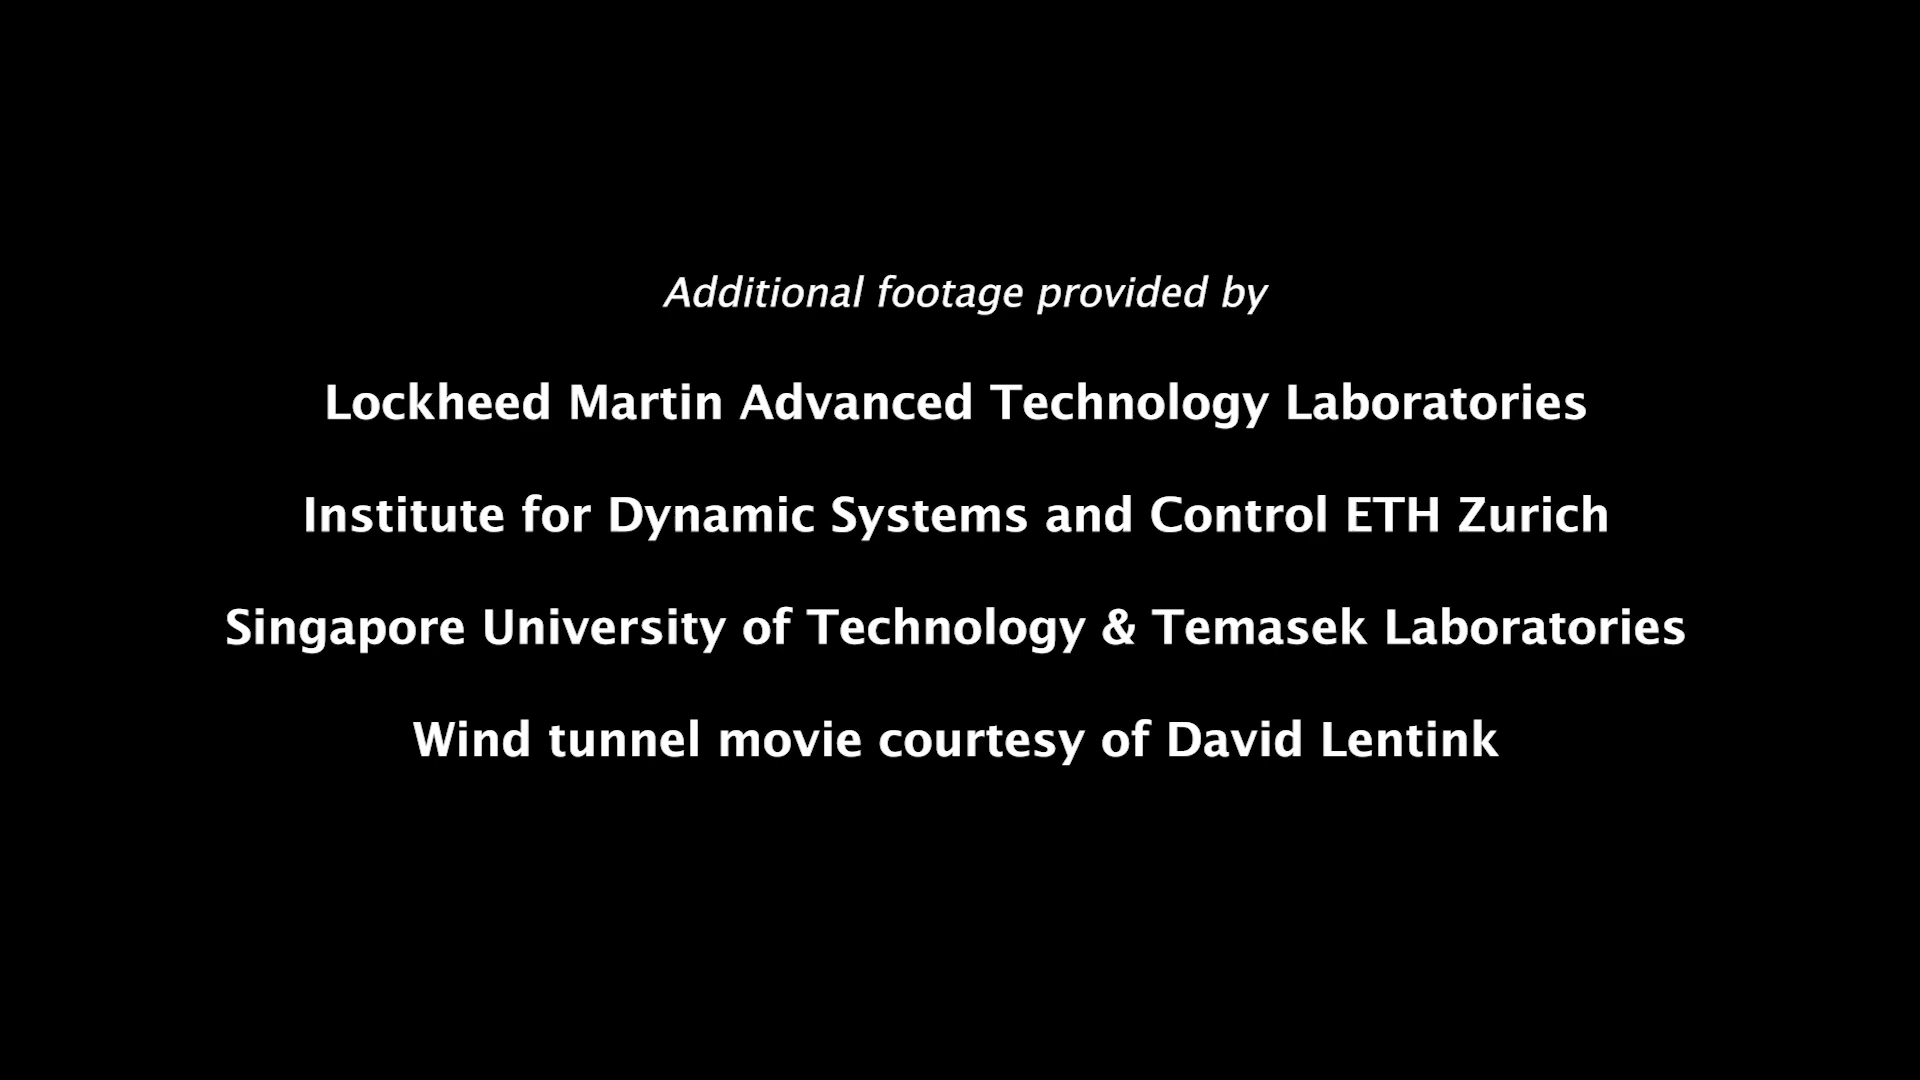 Additional footage provided by
Lockheed Martin Advanced Technology Laboratories
Institute for Dynamic Systems and Control ETH Zurich
Singapore University of Technology & Temasek Laboratories
Wind tunnel movie courtesy of David Lentink